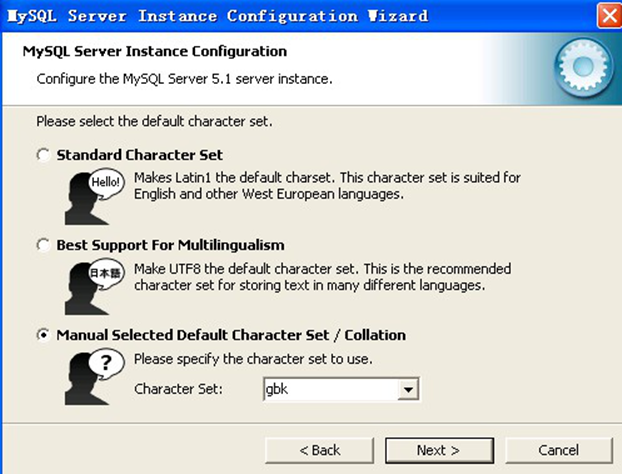 MySQL Server Instance Configuration Wizard
MySQL Server Instance Configuration
Configure the MySQL Server 5.1 server instance.
Please select the default character set.
Standard Character Set
Hello!
Makes Latin1 the default charset. This character set is suited for
English and other West European languages.
Best Support For Multilingualism
日本語
Make UTF8 the default character set. This is the recommended
character set for storing text in many different languages.
Manual Selected Default Character Set / Collation
?
Please specify the character set to use.
Character Set: gbk
< Back Next > Cancel